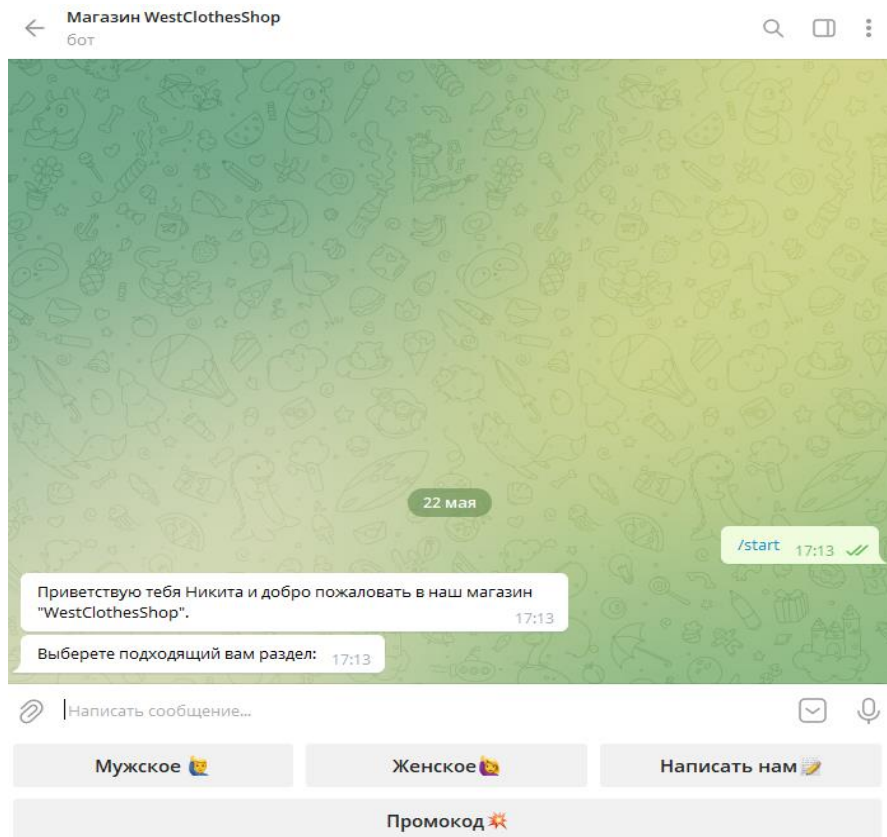 Магазин WestClothesShop
бот
22 мая
/start 17:13
Приветствую тебя Никита и добро пожаловать в наш магазин
"WestClothesShop". 17:13
Выберете подходящий вам раздел: 17:13
Написать сообщение...
Мужское 🙋‍♂️ Женское🙋‍♀️ Написать нам📝
Промокод💥